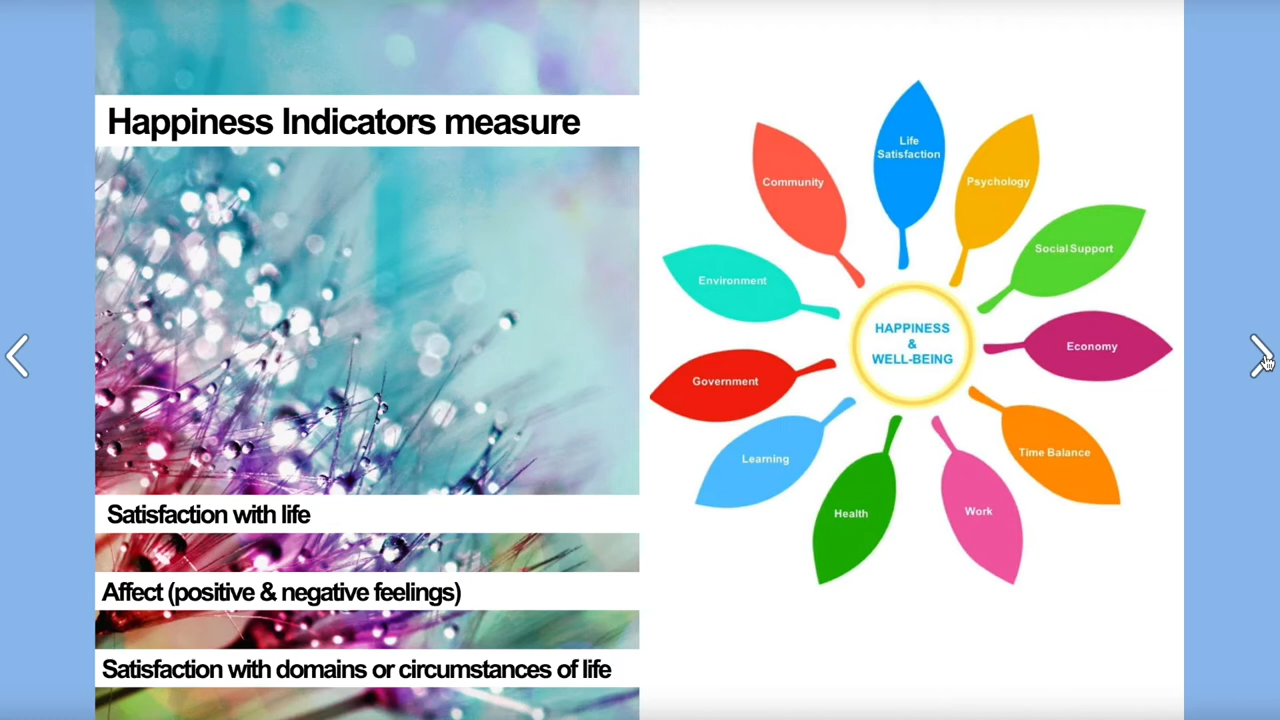 Happiness Indicators measure
Satisfaction with life
Affect (positive & negative feelings)
Satisfaction with domains or circumstances of life
Life
Satisfaction
Psychology
Social Support
Economy
Time Balance
Work
Health
Learning
Government
Environment
Community
HAPPINESS
&
WELL-BEING